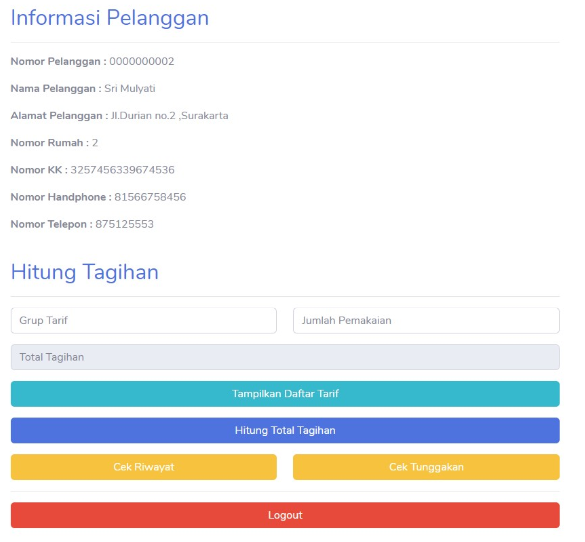 Informasi Pelanggan
Nomor Pelanggan : 0000000002
Nama Pelanggan : Sri Mulyati
Alamat Pelanggan : Jl.Durian no.2 ,Surakarta
Nomor Rumah : 2
Nomor KK : 3257456339674536
Nomor Handphone : 81566758456
Nomor Telepon : 875125553
Hitung Tagihan
Grup Tarif
Jumlah Pemakaian
Total Tagihan
Tampilkan Daftar Tarif
Hitung Total Tagihan
Cek Riwayat
Cek Tunggakan
Logout